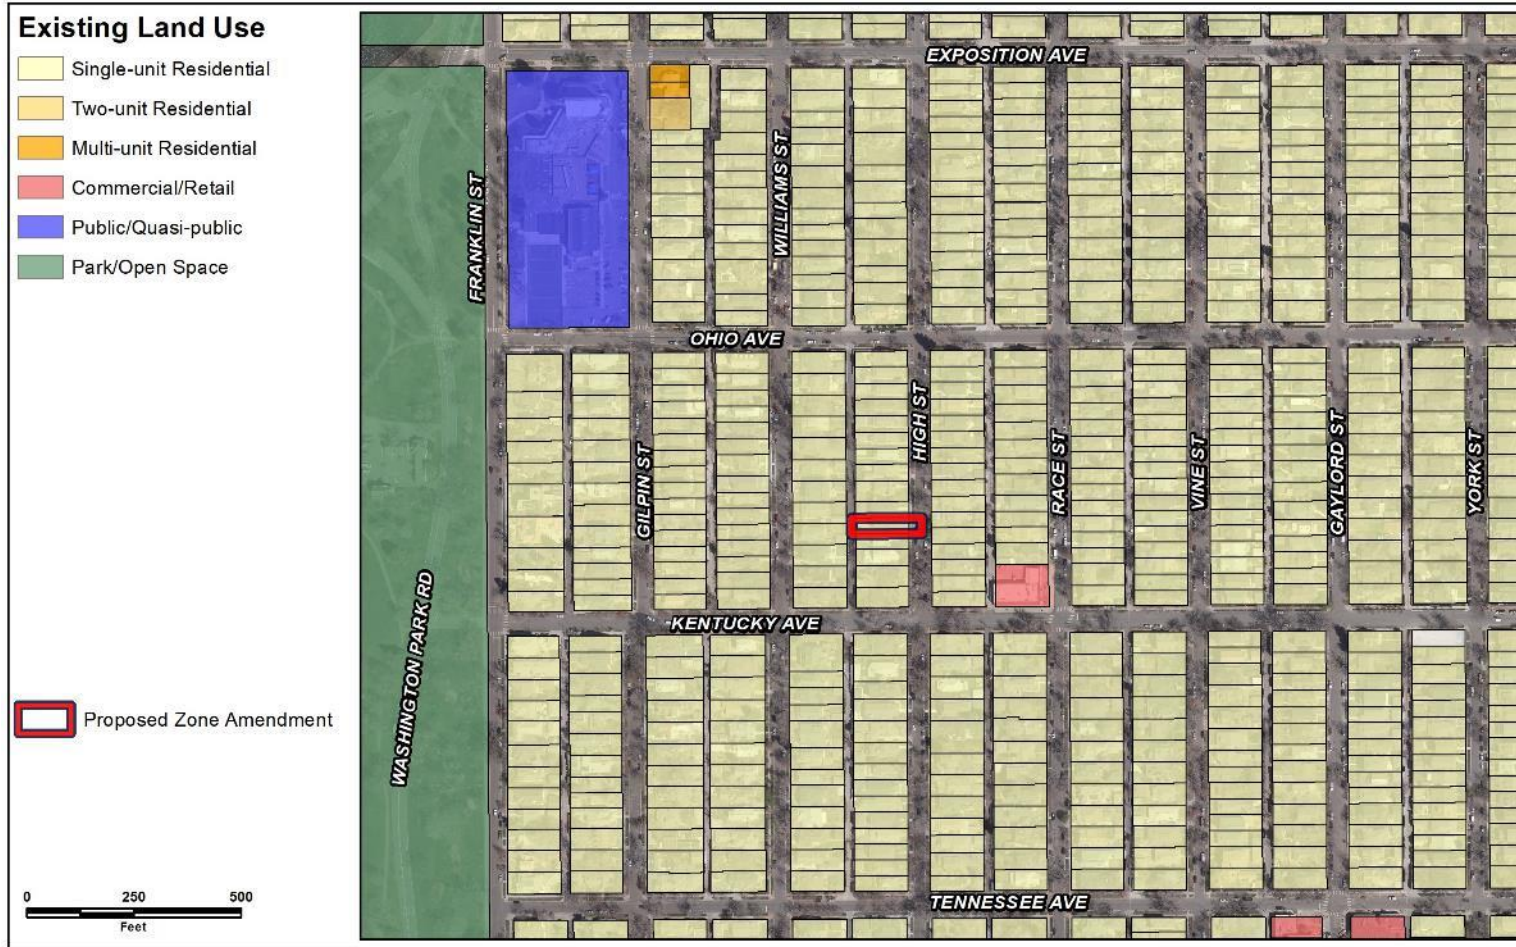 Existing Land Use
Single-unit Residential
Two-unit Residential
Multi-unit Residential
Commercial/Retail
Public/Quasi-public
Park/Open Space
Proposed Zone Amendment
0 250 500
Feet
EXPOSITION AVE
FRANKLIN ST
WILLIAMS ST
OHIO AVE
GILPIN ST
HIGH ST
RACE ST
VINE ST
GAYLORD ST
YORK ST
KENTUCKY AVE
WASHINGTON PARK RD
TENNESSEE AVE